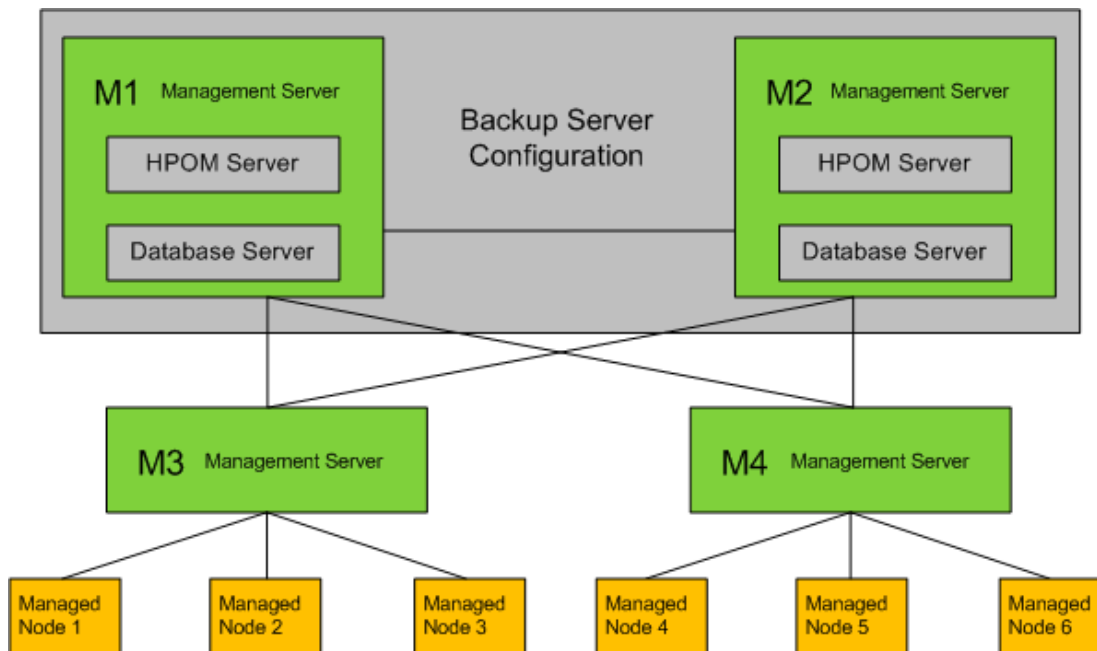 M1 Management Server
HPOM Server
Database Server
Backup Server
Configuration
M2 Management Server
HPOM Server
Database Server
M3 Management Server
M4 Management Server
Managed
Node 1
Managed
Node 2
Managed
Node 3
Managed
Node 4
Managed
Node 5
Managed
Node 6